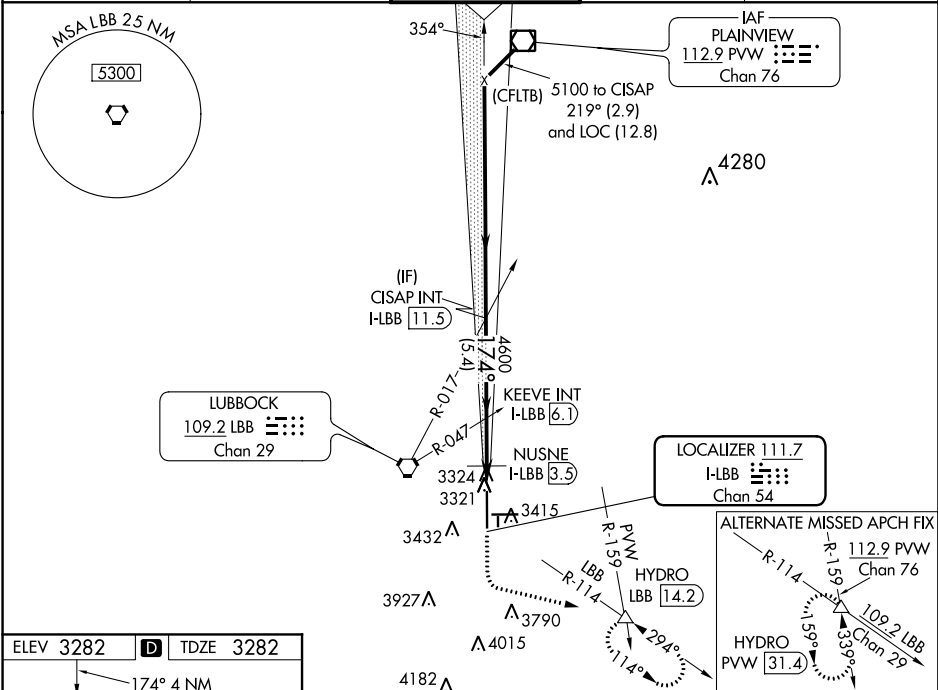 MSA LBB 25 NM
5300
354°
IAF
PLAINVIEW
112.9 PVW
Chan 76
(CFLTB)
5100 to CISAP
219° (2.9)
and LOC (12.8)
4280
(IF)
CISAP INT
I-LBB 11.5
4600
174°
(5.4)
R-017
R-047
KEEVE INT
I-LBB 6.1
LUBBOCK
109.2 LBB
Chan 29
NUSNE
I-LBB 3.5
3324
3321
LOCALIZER 111.7
I-LBB
Chan 54
3415
3432
PVW
R-159
LBB
R-114
HYDRO
LBB 14.2
294°
114°
3927
3790
4015
4182
ALTERNATE MISSED APCH FIX
R-114
R-159
112.9 PVW
Chan 76
109.2 LBB
Chan 29
159°
339°
HYDRO
PVW 31.4
ELEV 3282 D TDZE 3282
174° 4 NM